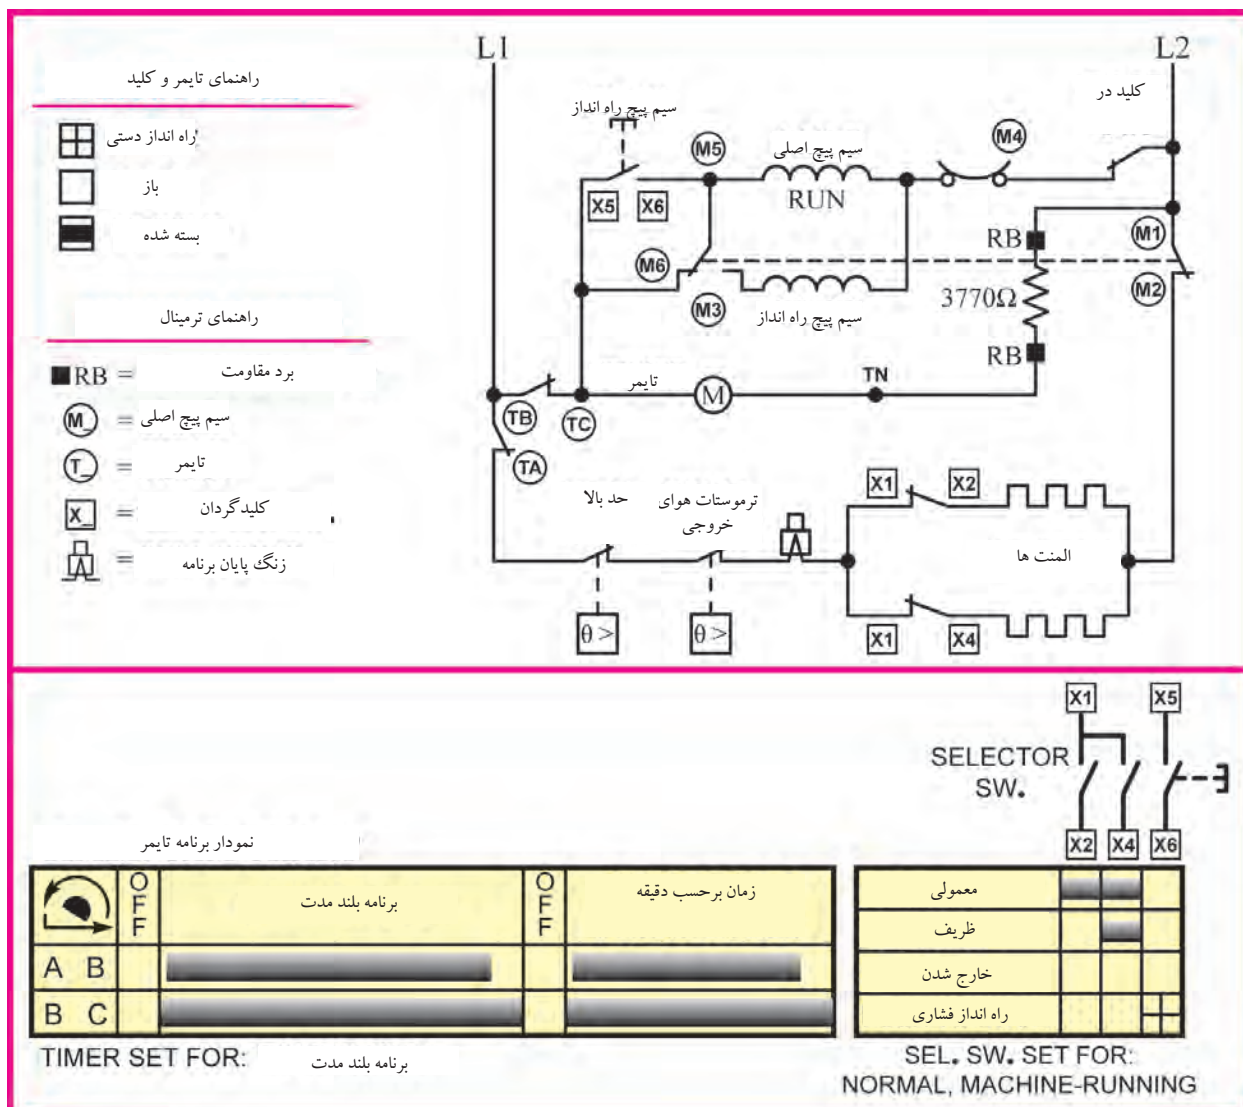 راهنمای تایمر و کلید
راه انداز دستی
باز
بسته شده
راهنمای ترمینال
RB = برد مقاومت
M_ = سیم پیچ اصلی
T_ = تایمر
X_ = کلیدگردان
= زنگ پایان برنامه
L1
L2
کلید در
سیم پیچ راه انداز
M5
سیم پیچ اصلی
M4
RUN
X5
X6
RB
M1
M6
3770Ω
M2
M3
سیم پیچ راه انداز
RB
تایمر
TN
M
TB
TC
TA
حد بالا
ترموستات هوای
خروجی
X1
X2
المنت ها
θ >
θ >
X1
X4
X1
X5
SELECTOR
SW.
X2
X4
X6
نمودار برنامه تایمر
OFF
برنامه بلند مدت
OFF
زمان برحسب دقیقه
A B
B C
TIMER SET FOR: برنامه بلند مدت
معمولی
ظریف
خارج شدن
راه انداز فشاری
SEL. SW. SET FOR:
NORMAL, MACHINE-RUNNING